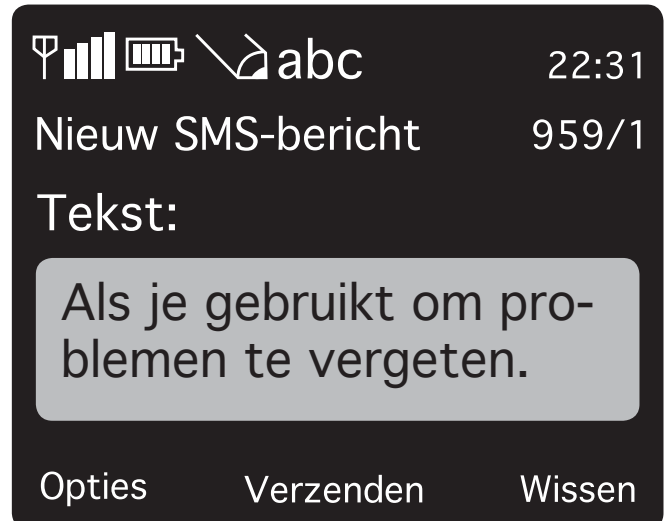 abc 22:31
Nieuw SMS-bericht 959/1
Tekst:
Als je gebruikt om pro-
blemen te vergeten.
Opties Verzenden Wissen